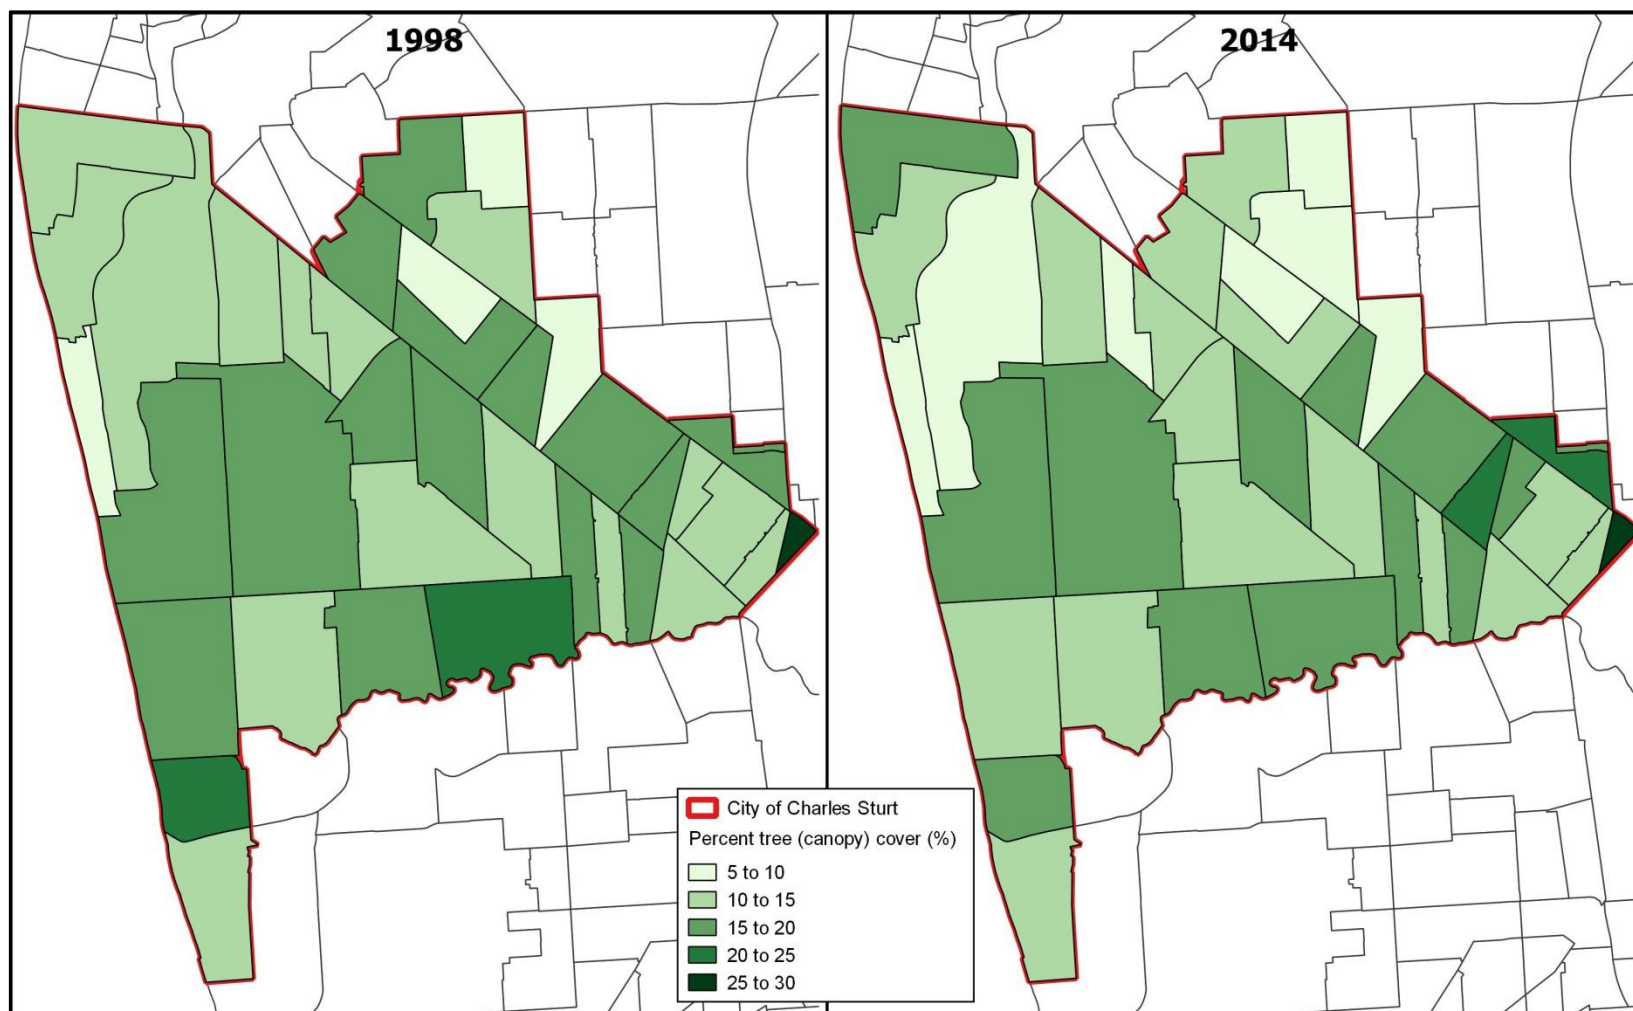 1998
2014
City of Charles Sturt
Percent tree (canopy) cover (%)
5 to 10
10 to 15
15 to 20
20 to 25
25 to 30